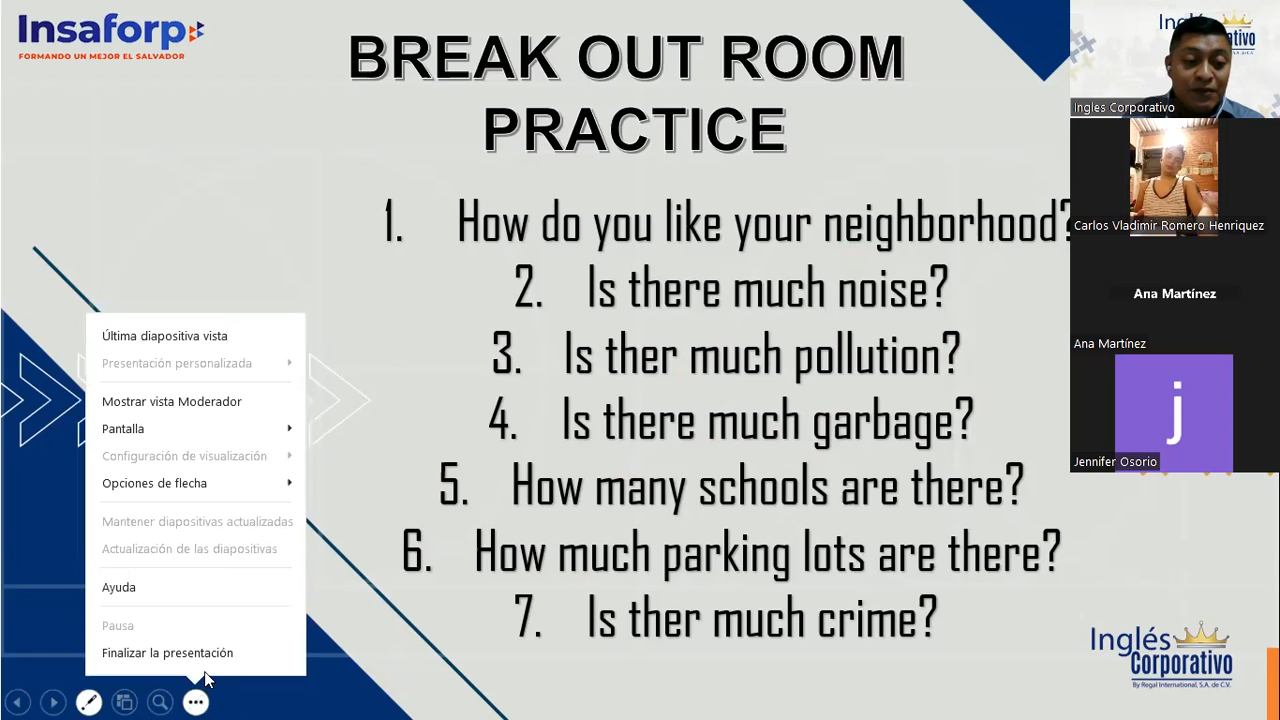 Insaforp
FORMANDO UN MEJOR EL SALVADOR
BREAK OUT ROOM
PRACTICE
1. How do you like your neighborhood?
2. Is there much noise?
3. Is ther much pollution?
4. Is there much garbage?
5. How many schools are there?
6. How much parking lots are there?
7. Is ther much crime?
Última diapositiva vista
Presentación personalizada
Mostrar vista Moderador
Pantalla
Configuración de visualización
Opciones de flecha
Mantener diapositivas actualizadas
Actualización de las diapositivas
Ayuda
Pausa
Finalizar la presentación
Ingles Corporativo
Carlos Vladimir Romero Henriquez
Ana Martínez
Ana Martínez
j
Jennifer Osorio
Inglés
Corporativo
By Regal International, S.A. de C.V.